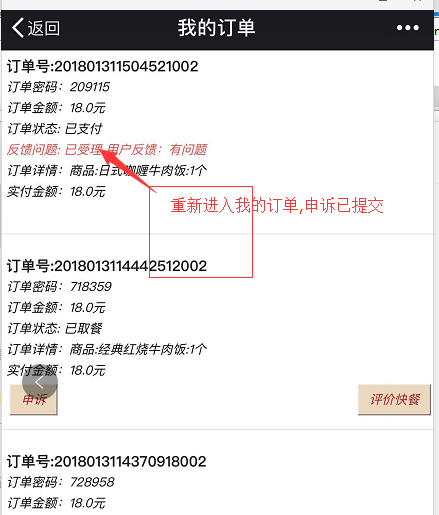 返回 我的订单
订单号:201801311504521002
订单密码：209115
订单金额：18.0元
订单状态: 已支付
反馈问题: 已受理,用户反馈：有问题
订单详情：商品:日式咖喱牛肉饭:1个
实付金额：18.0元
重新进入我的订单,申诉已提交
订单号:2018013114442512002
订单密码：718359
订单金额：18.0元
订单状态: 已取餐
订单详情：商品:经典红烧牛肉饭:1个
实付金额：18.0元
申诉 评价快餐
订单号:2018013114370918002
订单密码：728958
订单金额：18.0元